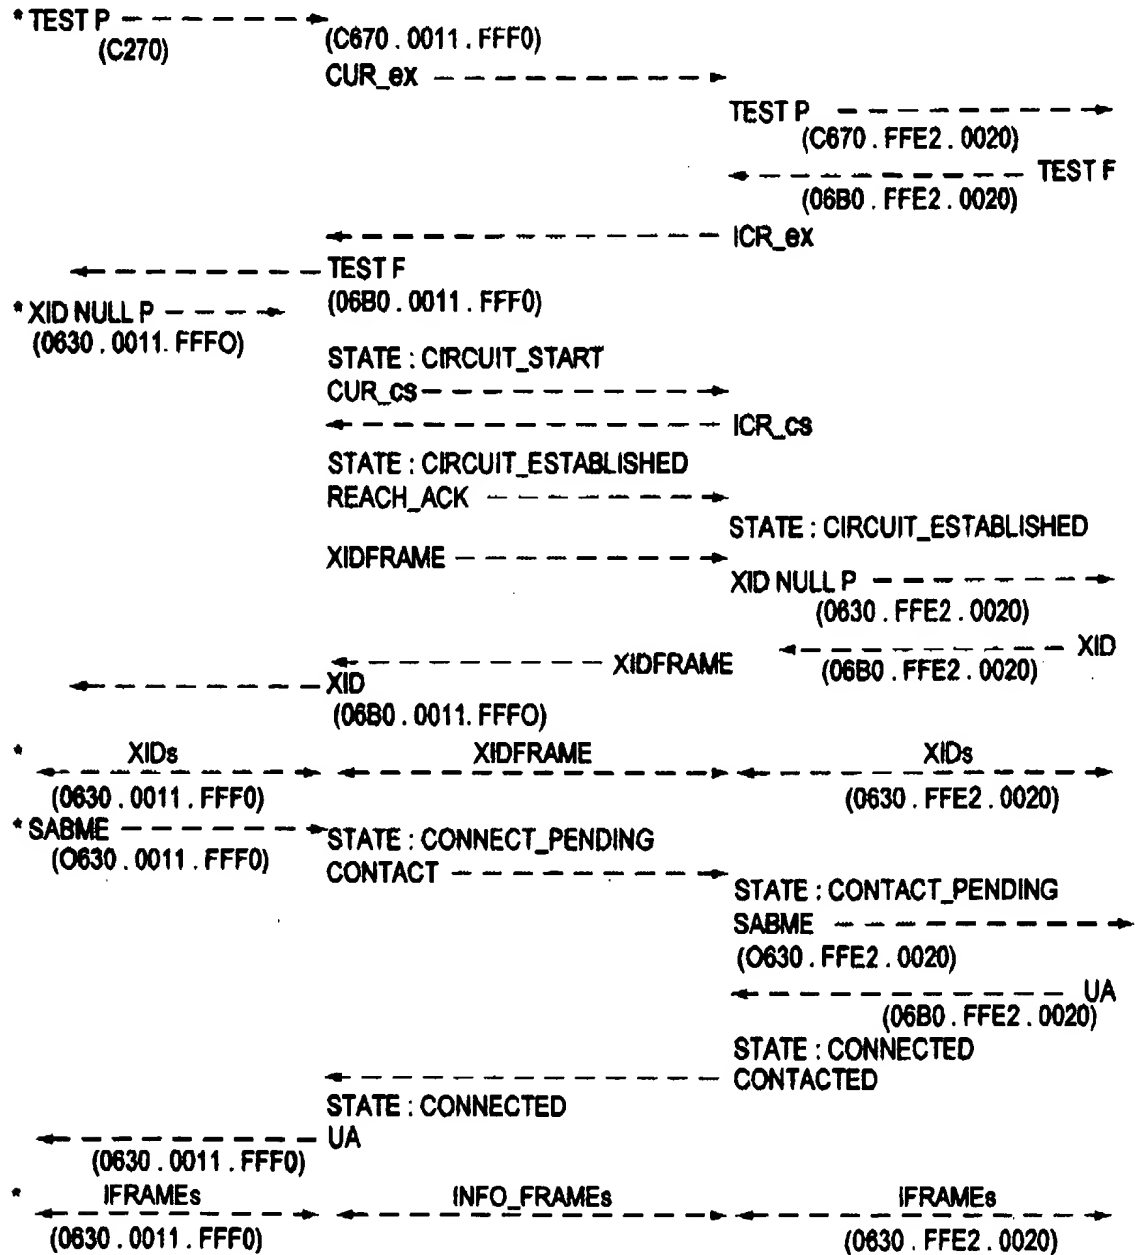 * TEST P
(C270)
(C670 . 0011 . FFF0)
CUR_ex
TEST P
(C670 . FFE2 . 0020)
TEST F
(06B0 . FFE2 . 0020)
ICR_ex
TEST F
(06B0 . 0011 . FFF0)
* XID NULL P
(0630 . 0011. FFFO)
STATE : CIRCUIT_START
CUR_cs
ICR_cs
STATE : CIRCUIT_ESTABLISHED
REACH_ACK
STATE : CIRCUIT_ESTABLISHED
XIDFRAME
XID NULL P
(0630 . FFE2 . 0020)
XID
XIDFRAME
(06B0 . FFE2 . 0020)
XID
(06B0 . 0011. FFFO)
* XIDs XIDFRAME XIDs
(0630 . 0011 . FFF0) (0630 . FFE2 . 0020)
* SABME
STATE : CONNECT_PENDING
(O630 . 0011 . FFF0)
CONTACT
STATE : CONTACT_PENDING
SABME
(O630 . FFE2 . 0020)
UA
(06B0 . FFE2 . 0020)
STATE : CONNECTED
CONTACTED
STATE : CONNECTED
UA
(0630 . 0011 . FFF0)
* IFRAMEs INFO_FRAMEs IFRAMEs
(0630 . 0011 . FFF0) (0630 . FFE2 . 0020)